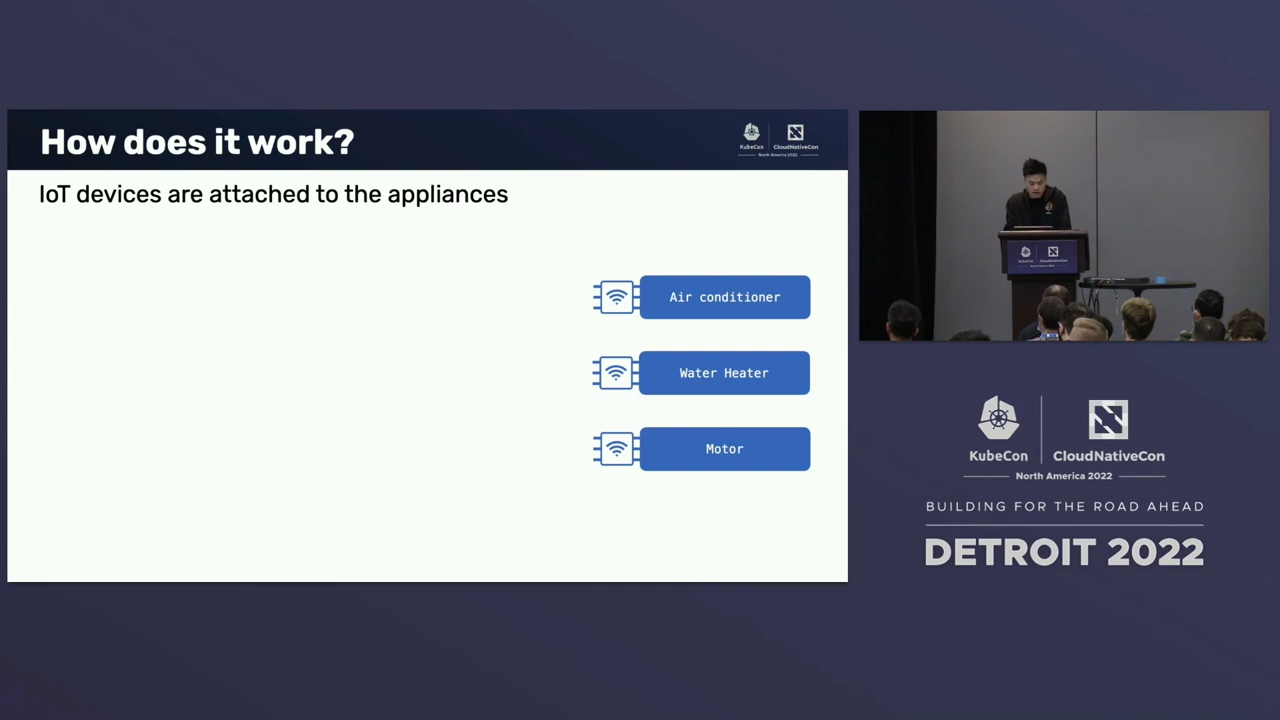 How does it work?
KubeCon
CloudNativeCon
North America 2022
IoT devices are attached to the appliances
Air conditioner
Water Heater
Motor
KubeCon
CloudNativeCon
North America 2022
BUILDING FOR THE ROAD AHEAD
DETROIT 2022